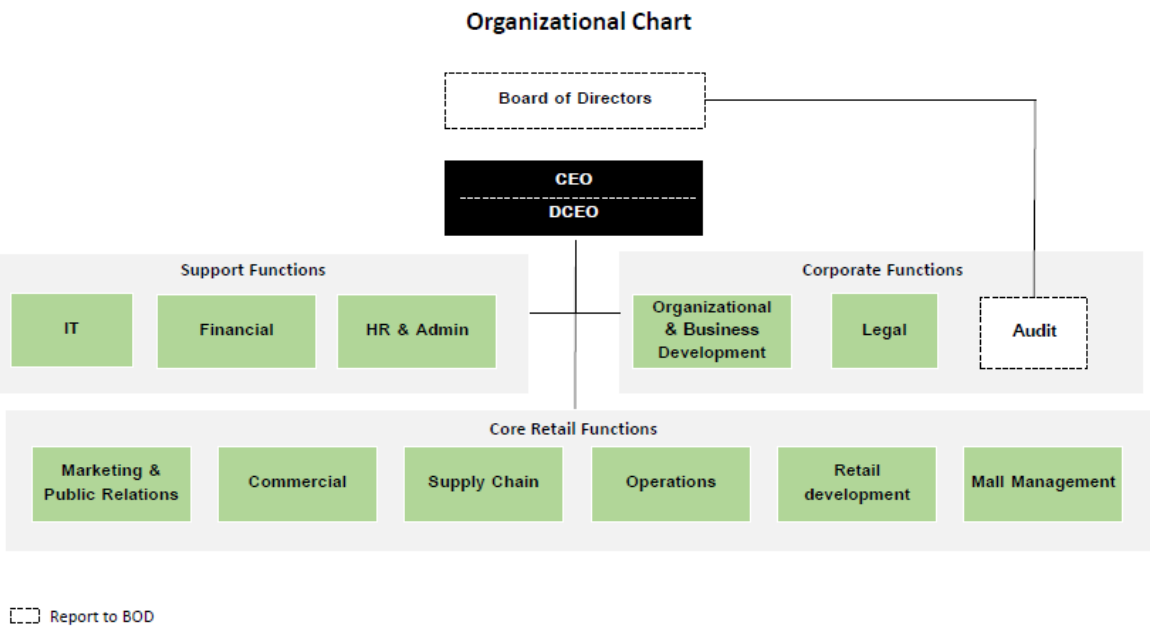 Organizational Chart
Board of Directors
CEO
DCEO
Support Functions
IT
Financial
HR & Admin
Corporate Functions
Organizational
& Business
Development
Legal
Audit
Core Retail Functions
Marketing &
Public Relations
Commercial
Supply Chain
Operations
Retail
development
Mall Management
Report to BOD